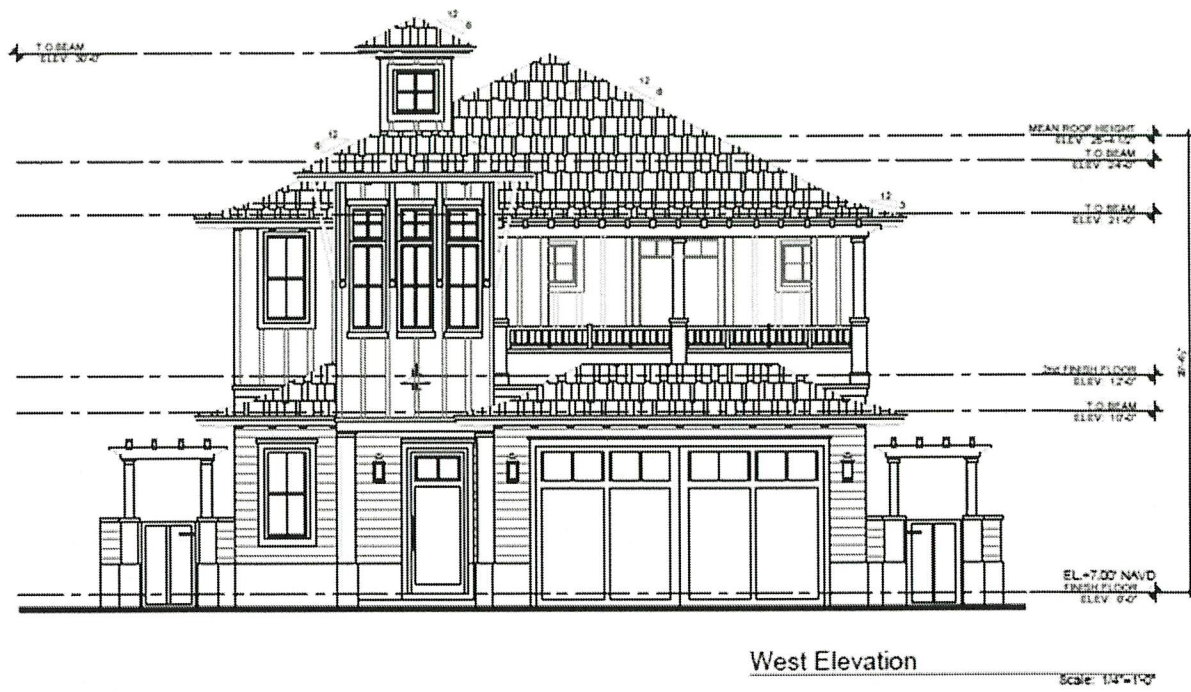 12
6
T.O.BEAM
ELEV 30'-0"
12
6
12
6
MEAN ROOF HEIGHT
ELEV 25'-4 1/2"
T.O.BEAM
ELEV 24'-0"
12
3
T.O.BEAM
ELEV 21'-0"
2nd FINISH FLOOR
ELEV 12'-0"
T.O.BEAM
ELEV 10'-0"
EL.=7.00' NAVD
FINISH FLOOR
ELEV 0'-0"
West Elevation
Scale: 1/4"=1'-0"